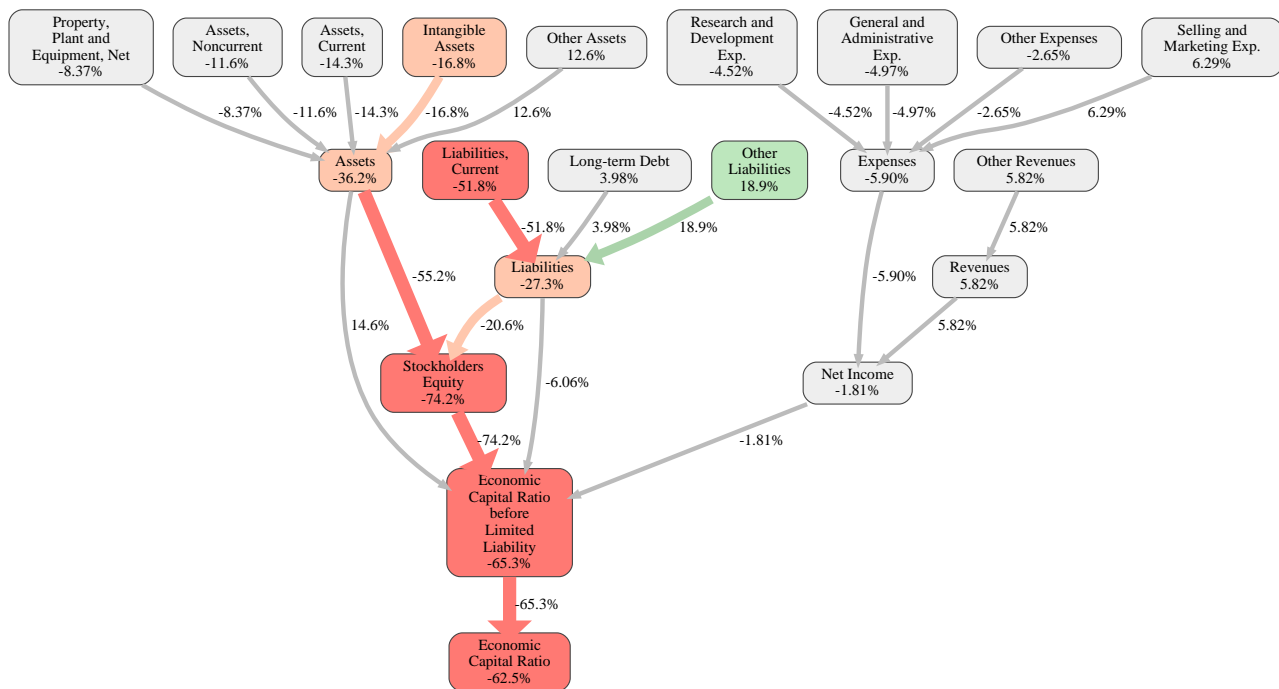 Property,
Plant and
Equipment, Net
-8.37%
Assets,
Noncurrent
-11.6%
Assets,
Current
-14.3%
Intangible
Assets
-16.8%
Other Assets
12.6%
Research and
Development
Exp.
-4.52%
General and
Administrative
Exp.
-4.97%
Other Expenses
-2.65%
Selling and
Marketing Exp.
6.29%
-8.37%
-11.6%
-14.3%
-16.8%
12.6%
-4.52%
-4.97%
-2.65%
6.29%
Assets
-36.2%
Liabilities,
Current
-51.8%
Long-term Debt
3.98%
Other
Liabilities
18.9%
Expenses
-5.90%
Other Revenues
5.82%
-51.8%
3.98%
18.9%
5.82%
-55.2%
Liabilities
-27.3%
-5.90%
Revenues
5.82%
14.6%
-20.6%
5.82%
Stockholders
Equity
-74.2%
-6.06%
Net Income
-1.81%
-74.2%
-1.81%
Economic
Capital Ratio
before
Limited
Liability
-65.3%
-65.3%
Economic
Capital Ratio
-62.5%